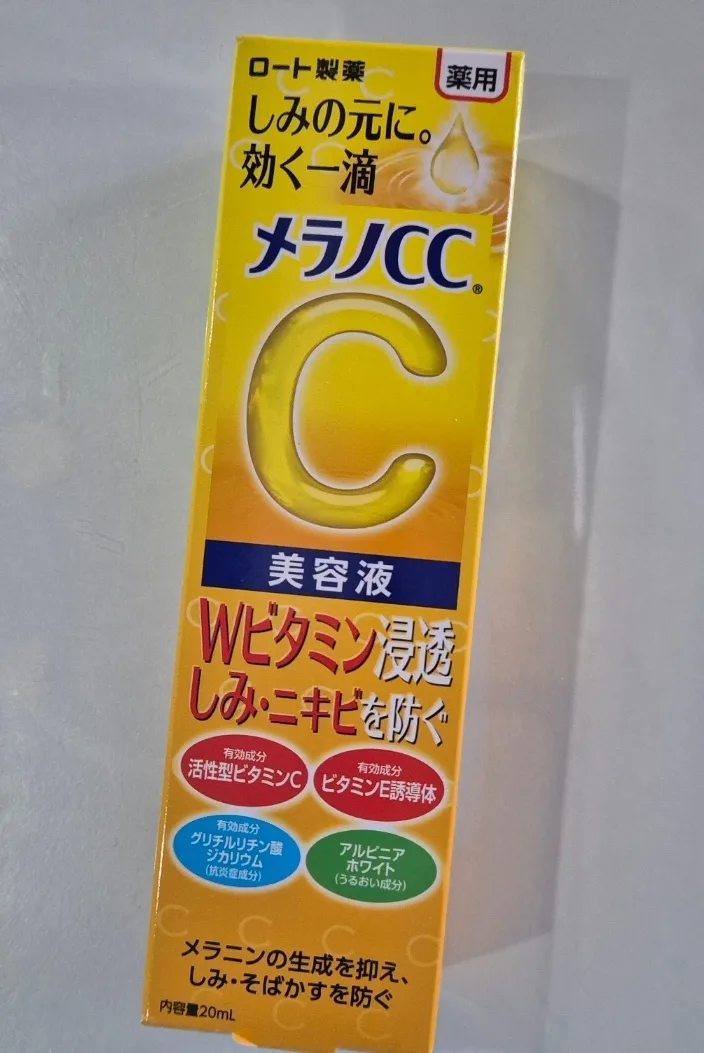 ロート製薬
薬用
しみの元に。
効く一滴
メラノCC®
C
美容液
Wビタミン浸透
しみ・ニキビを防ぐ
有効成分
活性型ビタミンC
有効成分
ビタミンE誘導体
有効成分
グリチルリチン酸
ジカリウム
(抗炎症成分)
アルピニア
ホワイト
(うるおい成分)
メラニンの生成を抑え、
しみ・そばかすを防ぐ
内容量20mL